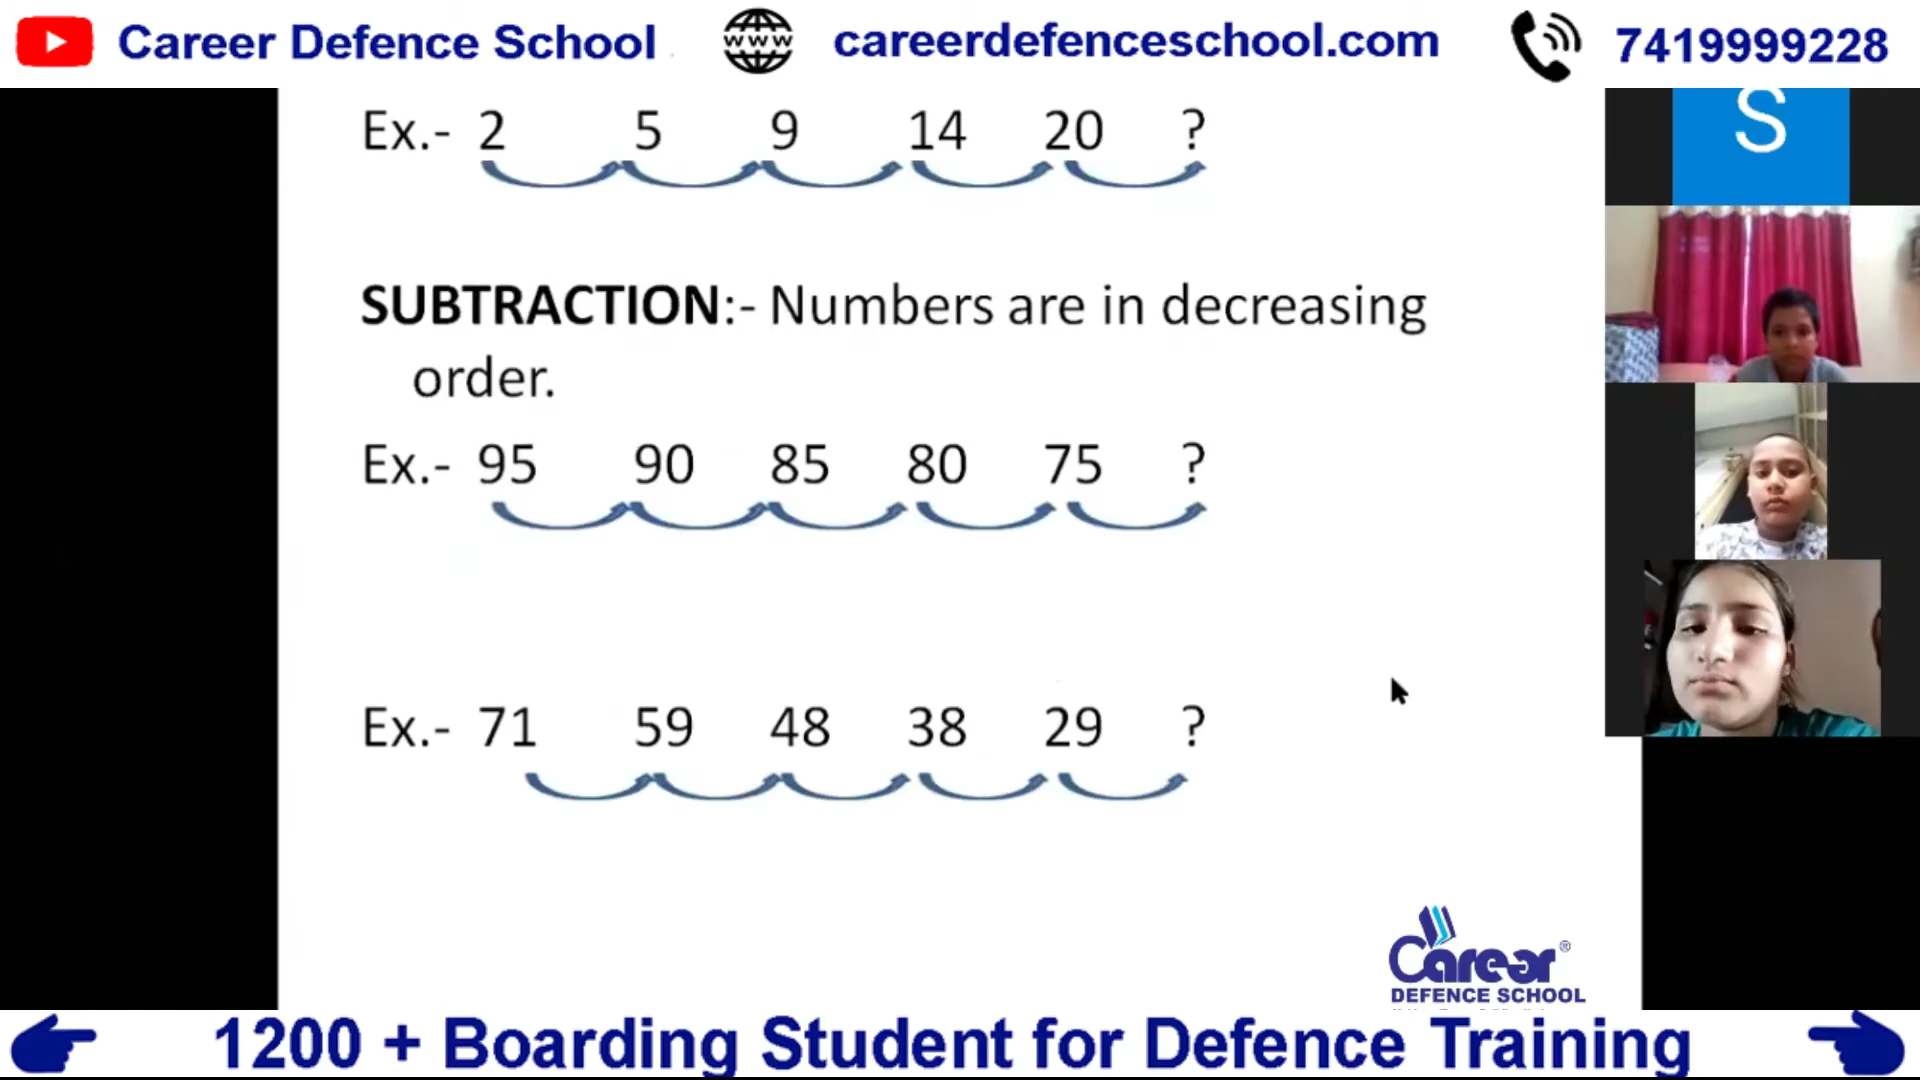 Career Defence School
www
careerdefenceschool.com
7419999228
Ex.- 2 5 9 14 20 ?
S
SUBTRACTION:- Numbers are in decreasing
order.
Ex.- 95 90 85 80 75 ?
Ex.- 71 59 48 38 29 ?
Career®
DEFENCE SCHOOL
1200 + Boarding Student for Defence Training